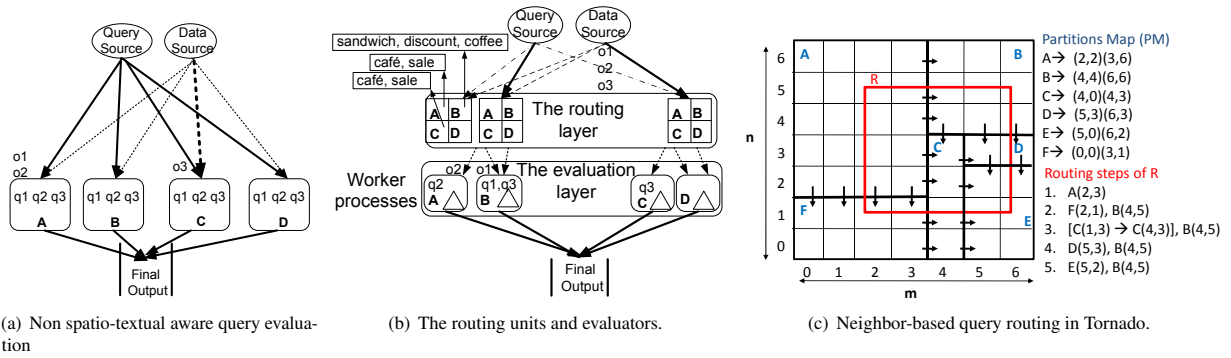 Query
Source
Data
Source
o1
o2
o3
q1 q2 q3
A
q1 q2 q3
B
q1 q2 q3
C
q1 q2 q3
D
Final
Output
(a) Non spatio-textual aware query evalua-
tion
sandwich, discount, coffee
café, sale
café, sale
Query
Source
Data
Source
o1
o2
o3
A B
C D
A B
C D
The routing
layer
A B
C D
Worker
processes
o2
o1
The evaluation
layer
q2
A
q1,q3
B
q3
C
D
Final
Output
(b) The routing units and evaluators.
n
6
5
4
3
2
1
0
0 1 2 3 4 5 6
m
A
B
R
C
D
F
E
Partitions Map (PM)
A→ (2,2)(3,6)
B→ (4,4)(6,6)
C→ (4,0)(4,3)
D→ (5,3)(6,3)
E→ (5,0)(6,2)
F→ (0,0)(3,1)
Routing steps of R
1. A(2,3)
2. F(2,1), B(4,5)
3. [C(1,3) → C(4,3)], B(4,5)
4. D(5,3), B(4,5)
5. E(5,2), B(4,5)
(c) Neighbor-based query routing in Tornado.